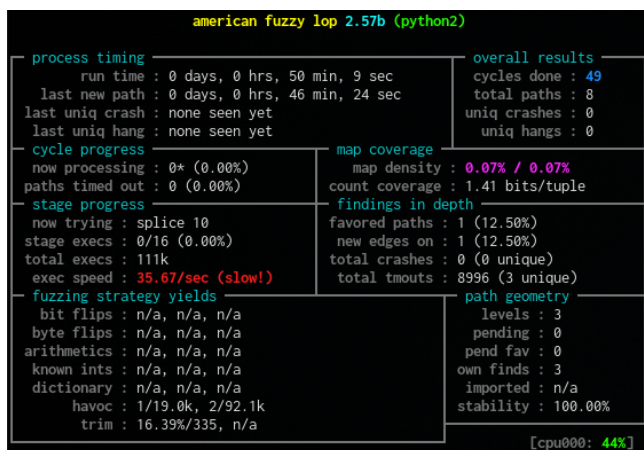 american fuzzy lop 2.57b (python2)
process timing
run time : 0 days, 0 hrs, 50 min, 9 sec
last new path : 0 days, 0 hrs, 46 min, 24 sec
last uniq crash : none seen yet
last uniq hang : none seen yet
overall results
cycles done : 49
total paths : 8
uniq crashes : 0
uniq hangs : 0
cycle progress
now processing : 0* (0.00%)
paths timed out : 0 (0.00%)
map coverage
map density : 0.07% / 0.07%
count coverage : 1.41 bits/tuple
stage progress
now trying : splice 10
stage execs : 0/16 (0.00%)
total execs : 111k
exec speed : 35.67/sec (slow!)
findings in depth
favored paths : 1 (12.50%)
new edges on : 1 (12.50%)
total crashes : 0 (0 unique)
total tmouts : 8996 (3 unique)
fuzzing strategy yields
bit flips : n/a, n/a, n/a
byte flips : n/a, n/a, n/a
arithmetics : n/a, n/a, n/a
known ints : n/a, n/a, n/a
dictionary : n/a, n/a, n/a
havoc : 1/19.0k, 2/92.1k
trim : 16.39%/335, n/a
path geometry
levels : 3
pending : 0
pend fav : 0
own finds : 3
imported : n/a
stability : 100.00%
[cpu000: 44%]